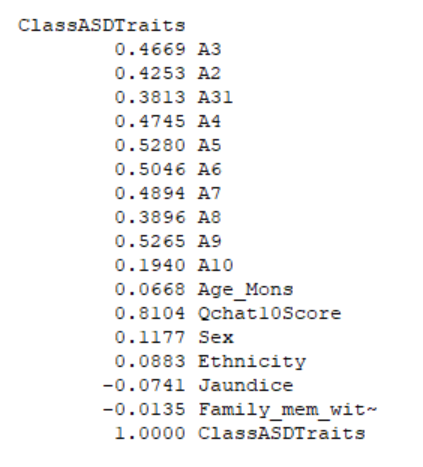 ClassASDTraits
0.4669 A3
0.4253 A2
0.3813 A31
0.4745 A4
0.5280 A5
0.5046 A6
0.4894 A7
0.3896 A8
0.5265 A9
0.1940 A10
0.0668 Age_Mons
0.8104 Qchat10Score
0.1177 Sex
0.0883 Ethnicity
-0.0741 Jaundice
-0.0135 Family_mem_wit~
1.0000 ClassASDTraits